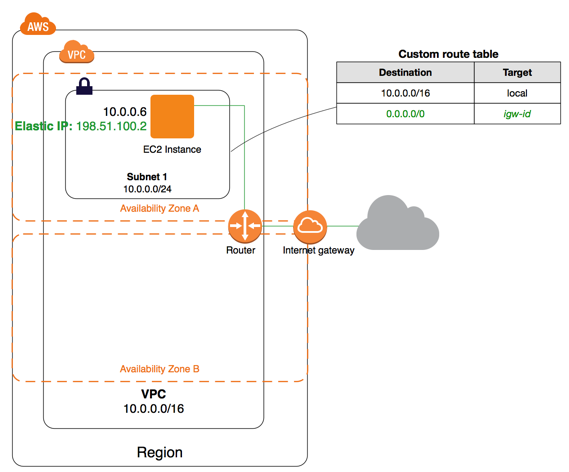 AWS
VPC
Custom route table
Destination Target
10.0.0.0/16 local
0.0.0.0/0 igw-id
10.0.0.6
Elastic IP: 198.51.100.2
EC2 Instance
Subnet 1
10.0.0.0/24
Availability Zone A
Router
Internet gateway
Availability Zone B
VPC
10.0.0.0/16
Region